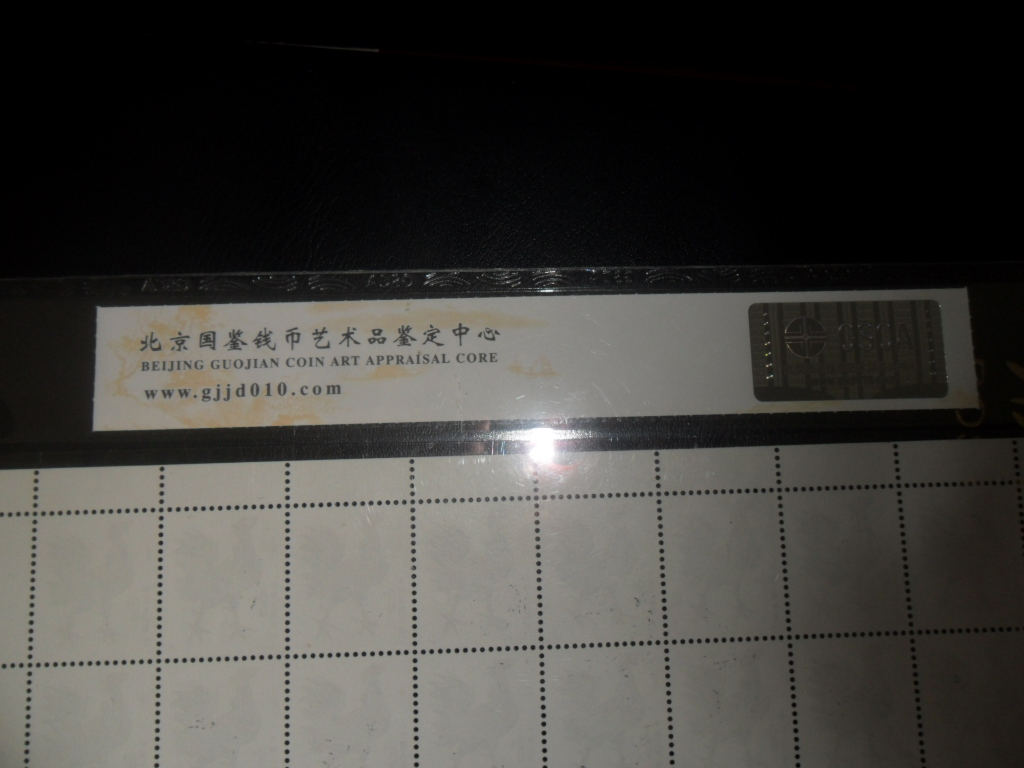 北京国鉴钱币艺术品鉴定中心
BEIJING GUOJIAN COIN ART APPRAISAL CORE
www.gjjd010.com